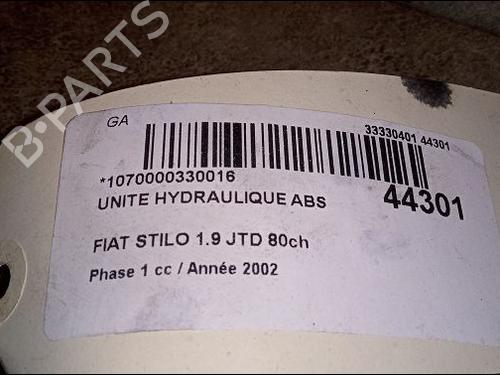 B-PARTS
GA
33330401 44301
*1070000330016
UNITE HYDRAULIQUE ABS
44301
FIAT STILO 1.9 JTD 80ch
Phase 1 cc / Année 2002